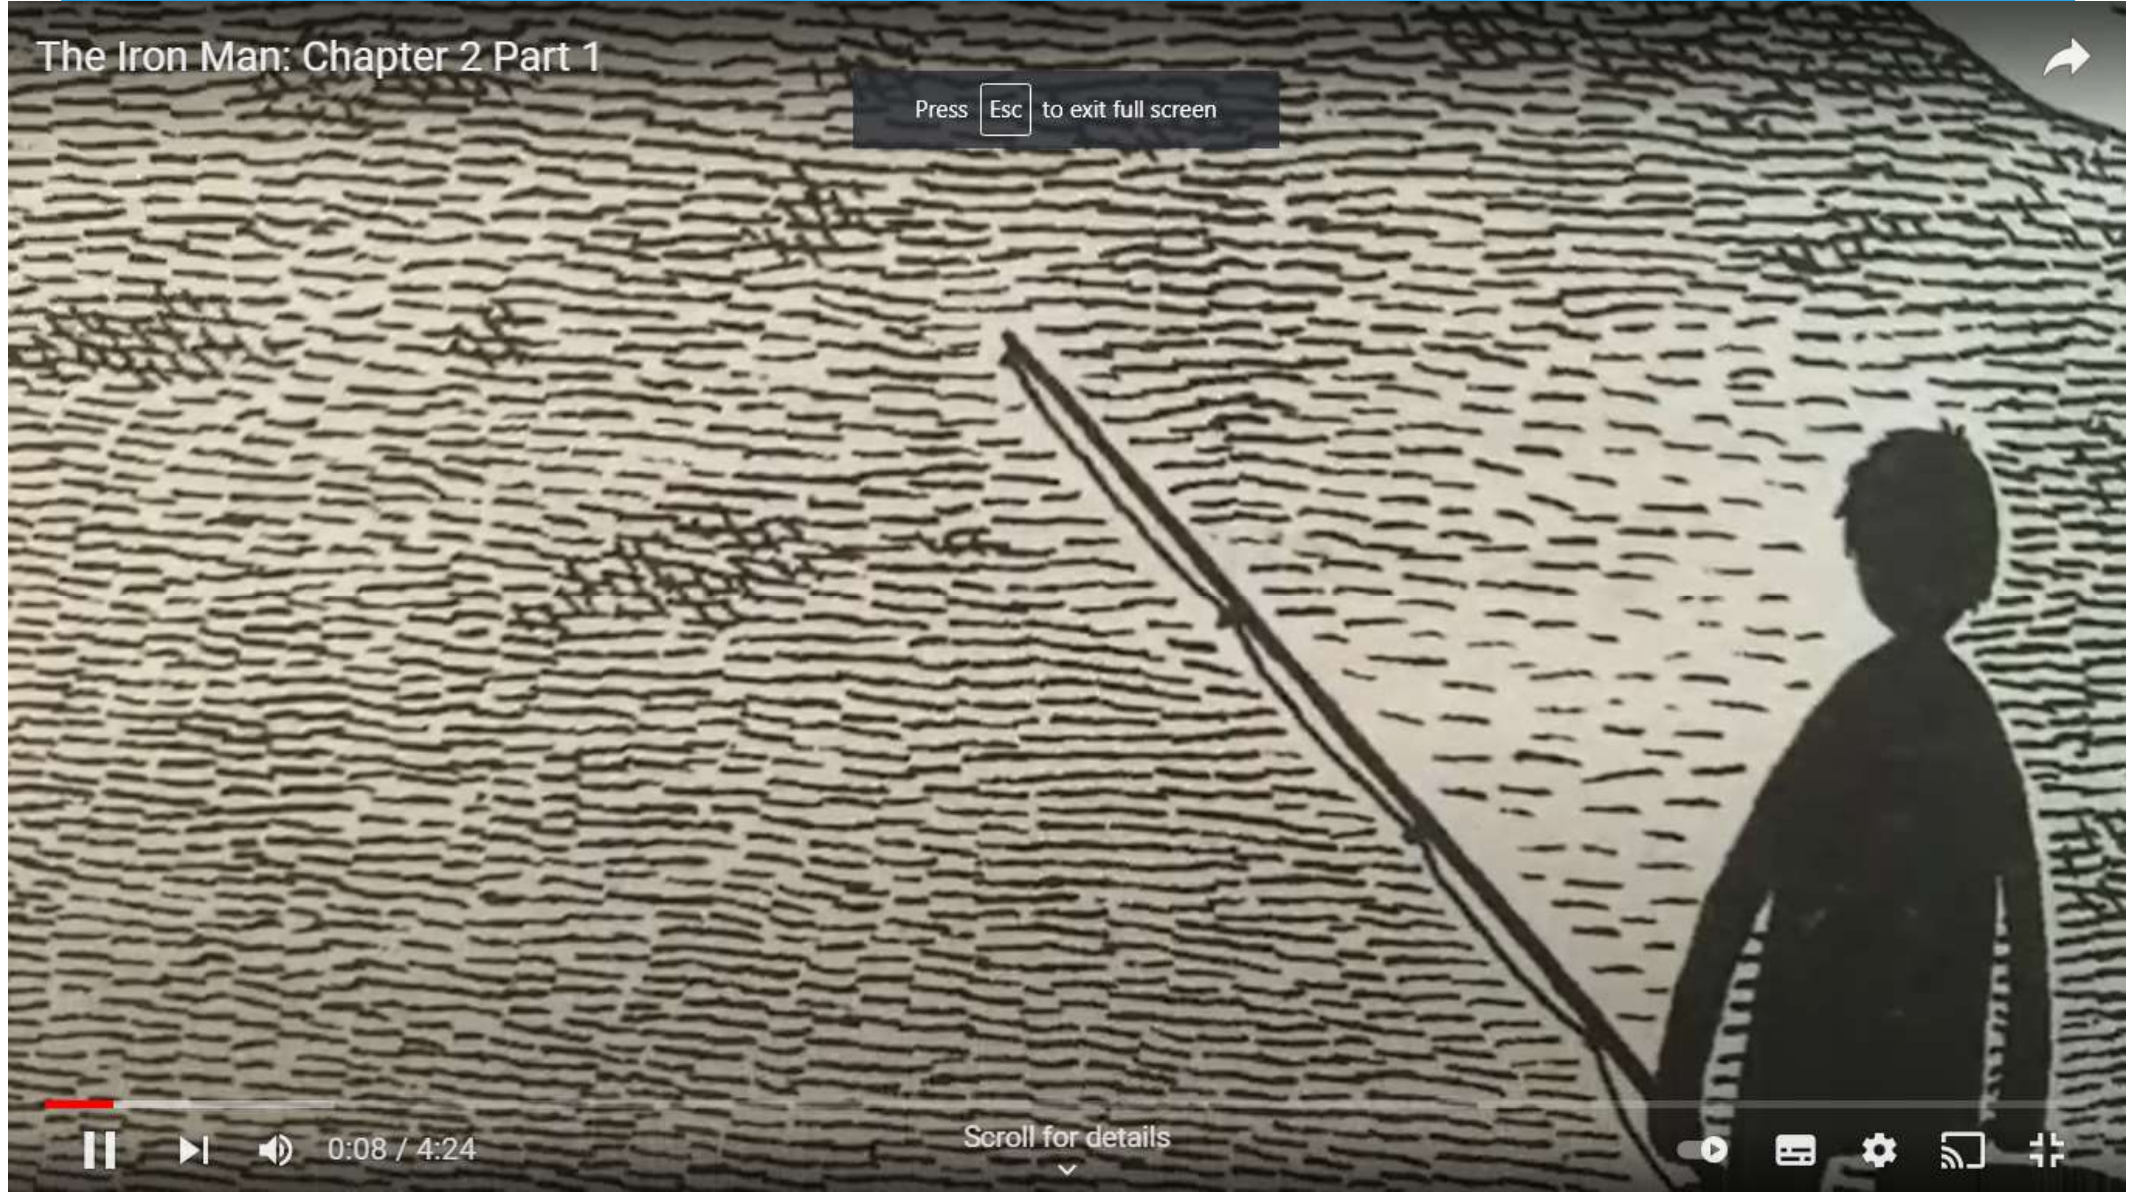 The Iron Man: Chapter 2 Part 1
Press Esc to exit full screen
Scroll for details
0:08 / 4:24